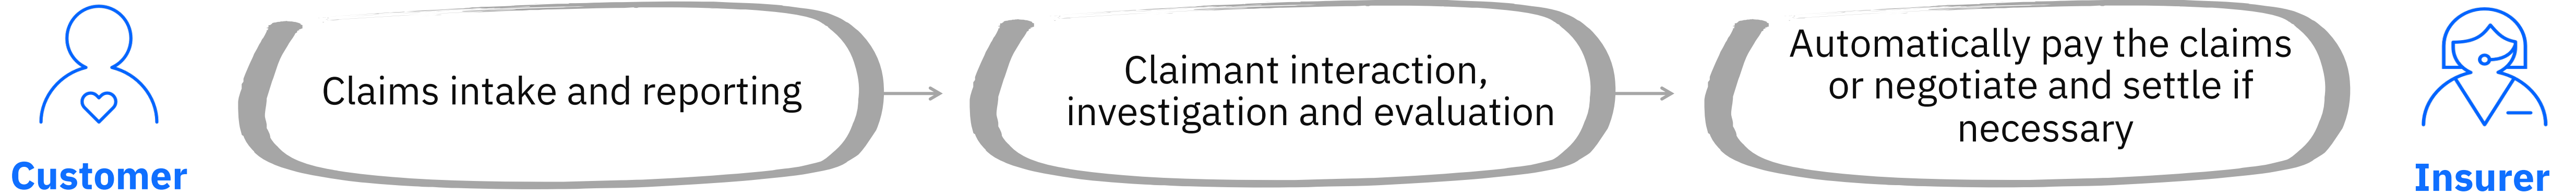 Customer
Claims intake and reporting
Claimant interaction,
investigation and evaluation
Automatically pay the claims
or negotiate and settle if
necessary
Insurer